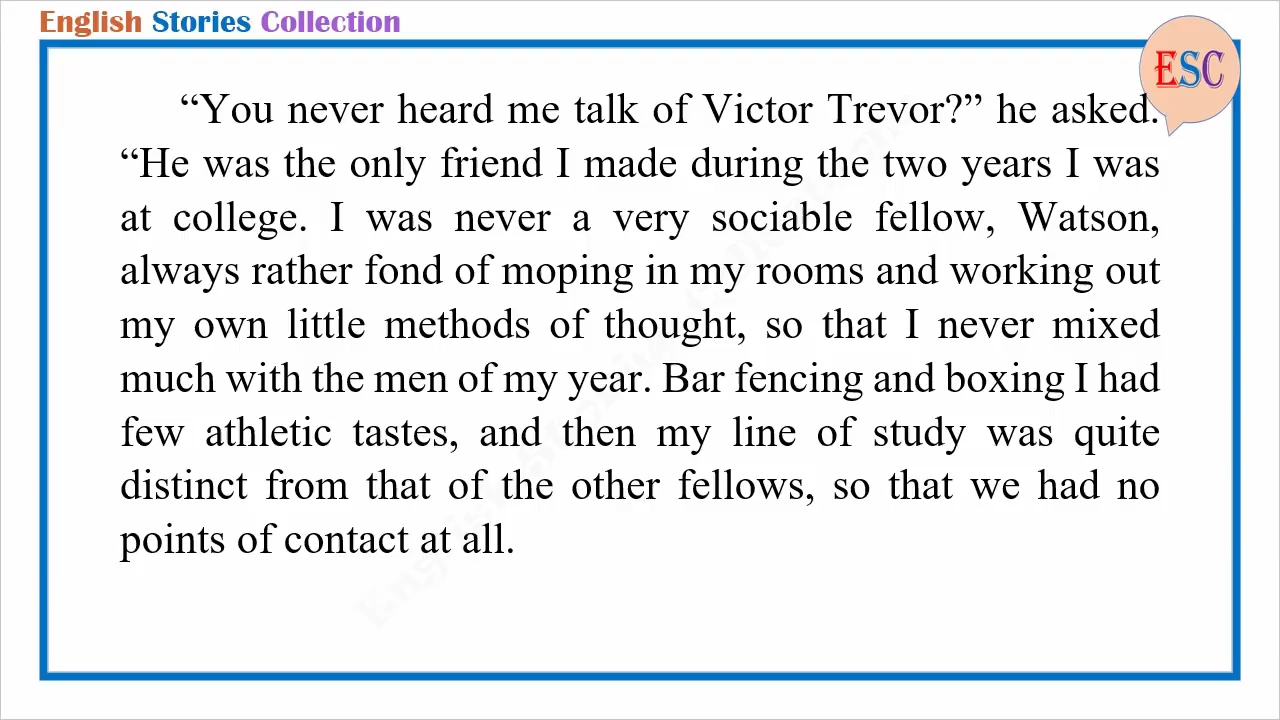 English Stories Collection
ESC
“You never heard me talk of Victor Trevor?” he asked.
“He was the only friend I made during the two years I was
at college. I was never a very sociable fellow, Watson,
always rather fond of moping in my rooms and working out
my own little methods of thought, so that I never mixed
much with the men of my year. Bar fencing and boxing I had
few athletic tastes, and then my line of study was quite
distinct from that of the other fellows, so that we had no
points of contact at all.